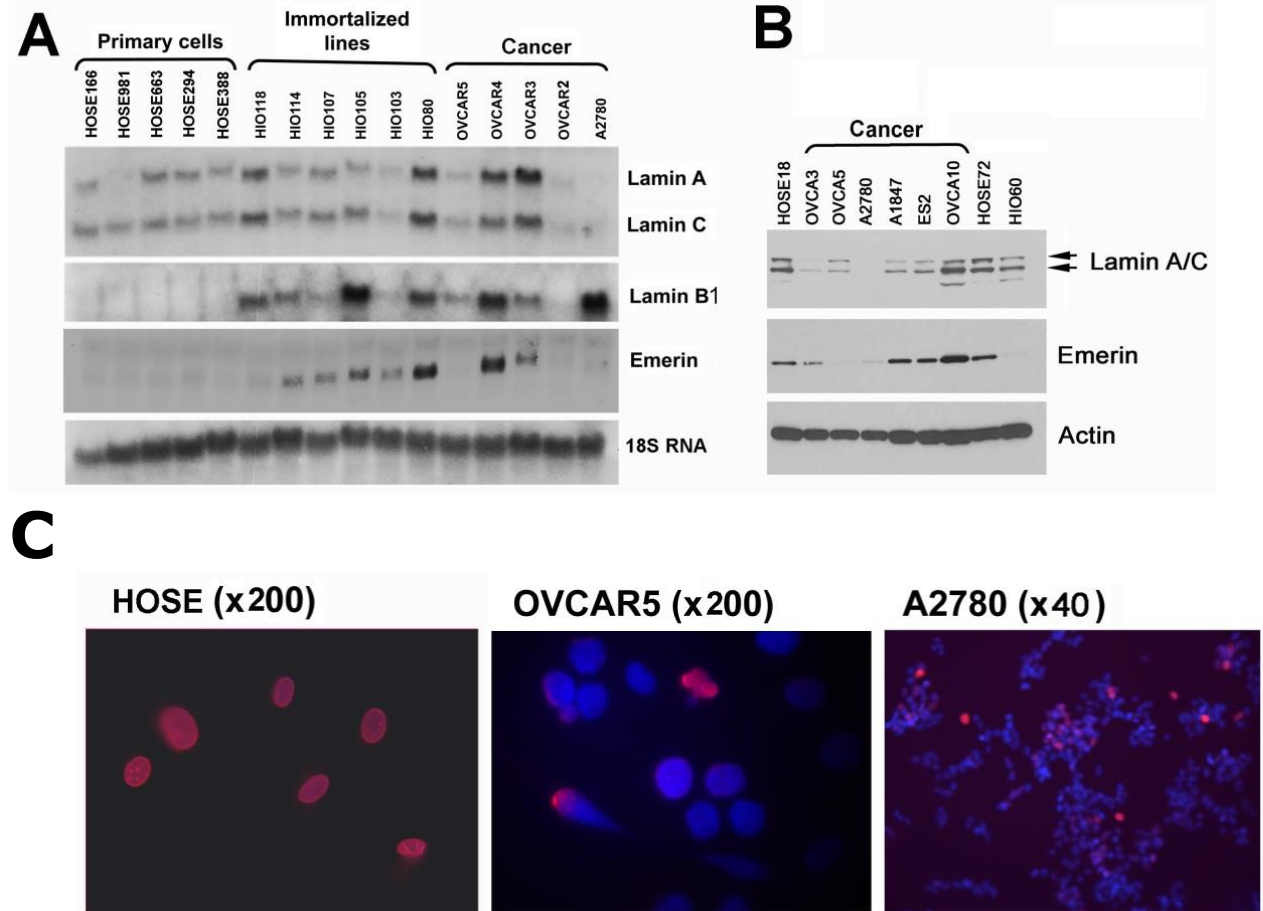 A
Primary cells
Immortalized
lines
Cancer
HOSE166
HOSE981
HOSE663
HOSE294
HOSE388
HIO118
HIO114
HIO107
HIO105
HIO103
HIO80
OVCAR5
OVCAR4
OVCAR3
OVCAR2
A2780
Lamin A
Lamin C
Lamin B1
Emerin
18S RNA
B
Cancer
HOSE18
OVCA3
OVCA5
A2780
A1847
ES2
OVCA10
HOSE72
HIO60
Lamin A/C
Emerin
Actin
C
HOSE (x200)
OVCAR5 (x200)
A2780 (x40)